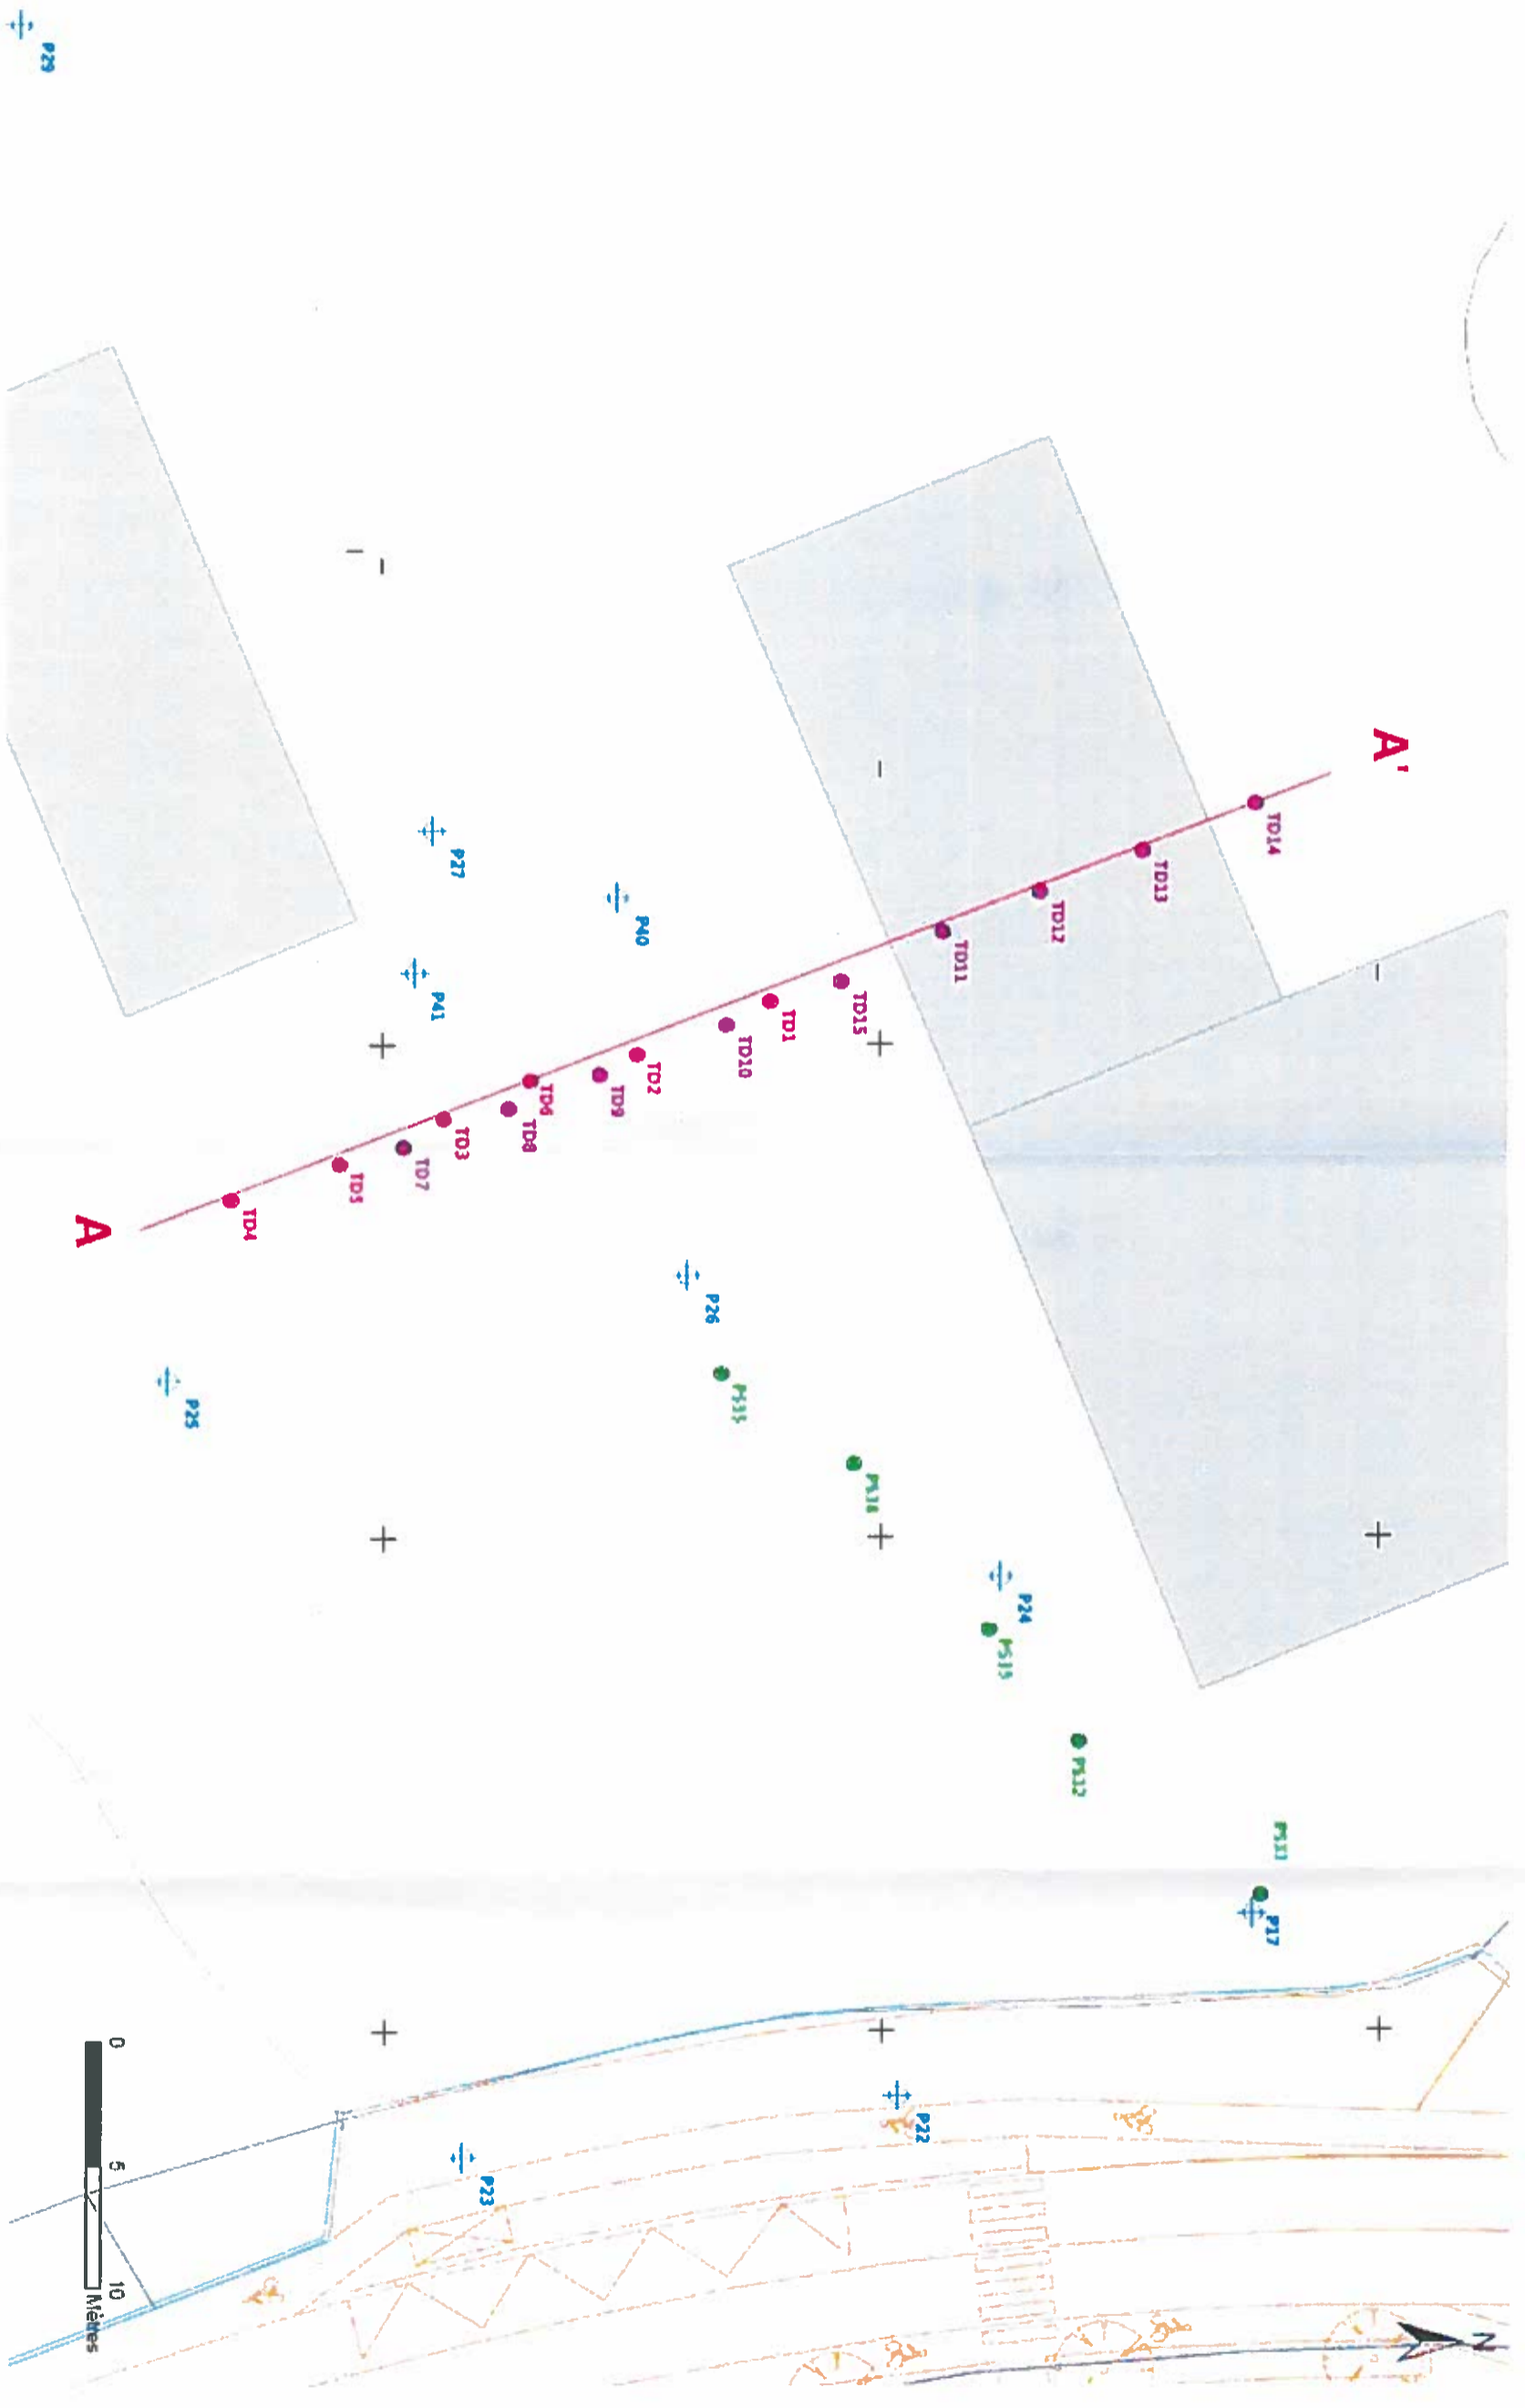 P29
A'
TD14
TD13
TD12
TD11
P27
P40
P41
TD15
TD1
TD10
TD2
TD9
TD6
TD8
TD3
TD7
TD5
TD4
A
P26
P25
P24
P17
P22
P23
0
5
10
Mètres
N